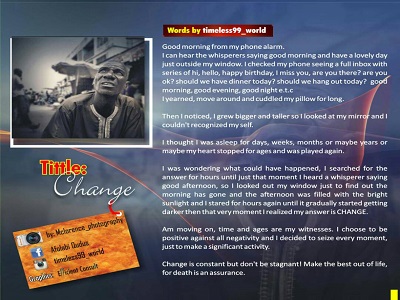 Words by timeless99_world
Good morning from my phone alarm.
I can hear the whisperers saying good morning and have a lovely day
just outside my window. I checked my phone seeing a full inbox with
series of hi, hello, happy birthday, I miss you, are you there? are you
ok? should we have dinner today? should we hang out today? good
morning, good evening, good night e.t.c
I yearned, move around and cuddled my pillow for long.
Then I noticed, I grew bigger and taller so I looked at my mirror and I
couldn't recognized my self.
I thought I was asleep for days, weeks, months or maybe years or
maybe my heart stopped for ages and was played again.
I was wondering what could have happened, I searched for the
answer for hours until just that moment I heard a whisperer saying
good afternoon, so I looked out my window just to find out the
morning has gone and the afternoon was filled with the bright
sunlight and I stared for hours again until it gradually started getting
darker then that very moment I realized my answer is CHANGE.
Am moving on, time and ages are my witnesses. I choose to be
positive against all negativity and I decided to seize every moment,
just to make a significant activity.
Change is constant but don't be stagnant! Make the best out of life,
for death is an assurance.
Tittle:
Change
by: Mclarence_photography
timeless99_world
Graphix:
Efficient Consult